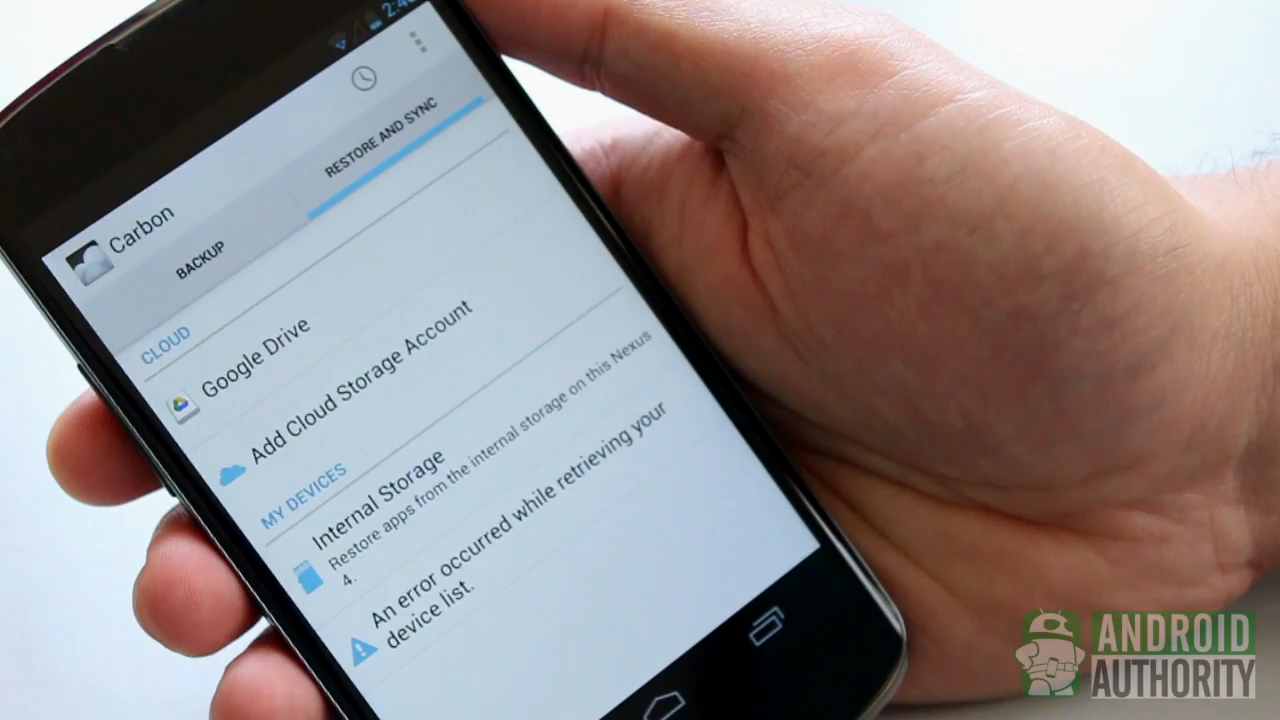 Carbon
BACKUP
RESTORE AND SYNC
CLOUD
Google Drive
Add Cloud Storage Account
MY DEVICES
Internal Storage
Restore apps from the internal storage on this Nexus
4.
An error occurred while retrieving your
device list.
ANDROID
AUTHORITY